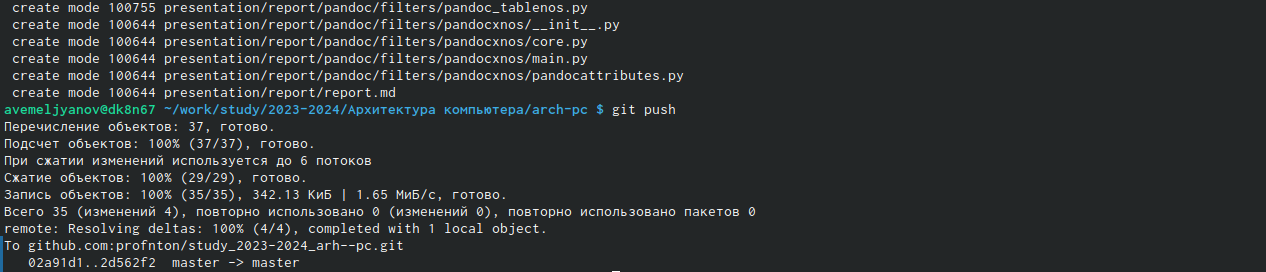 create mode 100755 presentation/report/pandoc/filters/pandoc_tablenos.py
create mode 100644 presentation/report/pandoc/filters/pandocxnos/__init__.py
create mode 100644 presentation/report/pandoc/filters/pandocxnos/core.py
create mode 100644 presentation/report/pandoc/filters/pandocxnos/main.py
create mode 100644 presentation/report/pandoc/filters/pandocxnos/pandocattributes.py
create mode 100644 presentation/report/report.md
avemeljyanov@dk8n67 ~/work/study/2023-2024/Архитектура компьютера/arch-pc $ git push
Перечисление объектов: 37, готово.
Подсчет объектов: 100% (37/37), готово.
При сжатии изменений используется до 6 потоков
Сжатие объектов: 100% (29/29), готово.
Запись объектов: 100% (35/35), 342.13 КиБ | 1.65 МиБ/с, готово.
Всего 35 (изменений 4), повторно использовано 0 (изменений 0), повторно использовано пакетов 0
remote: Resolving deltas: 100% (4/4), completed with 1 local object.
To github.com:profnton/study_2023-2024_arh--pc.git
02a91d1..2d562f2  master -> master